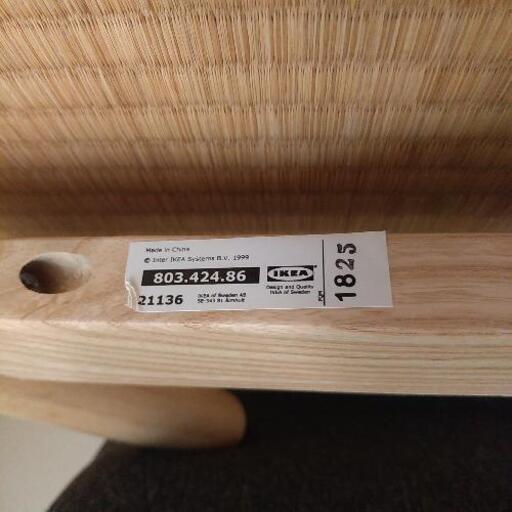 Made in China
© Inter IKEA Systems B.V. 1999
803.424.86
21136
IKEA of Sweden AB
SE-343 81 Älmhult
IKEA
Design and Quality
IKEA of Sweden
1825